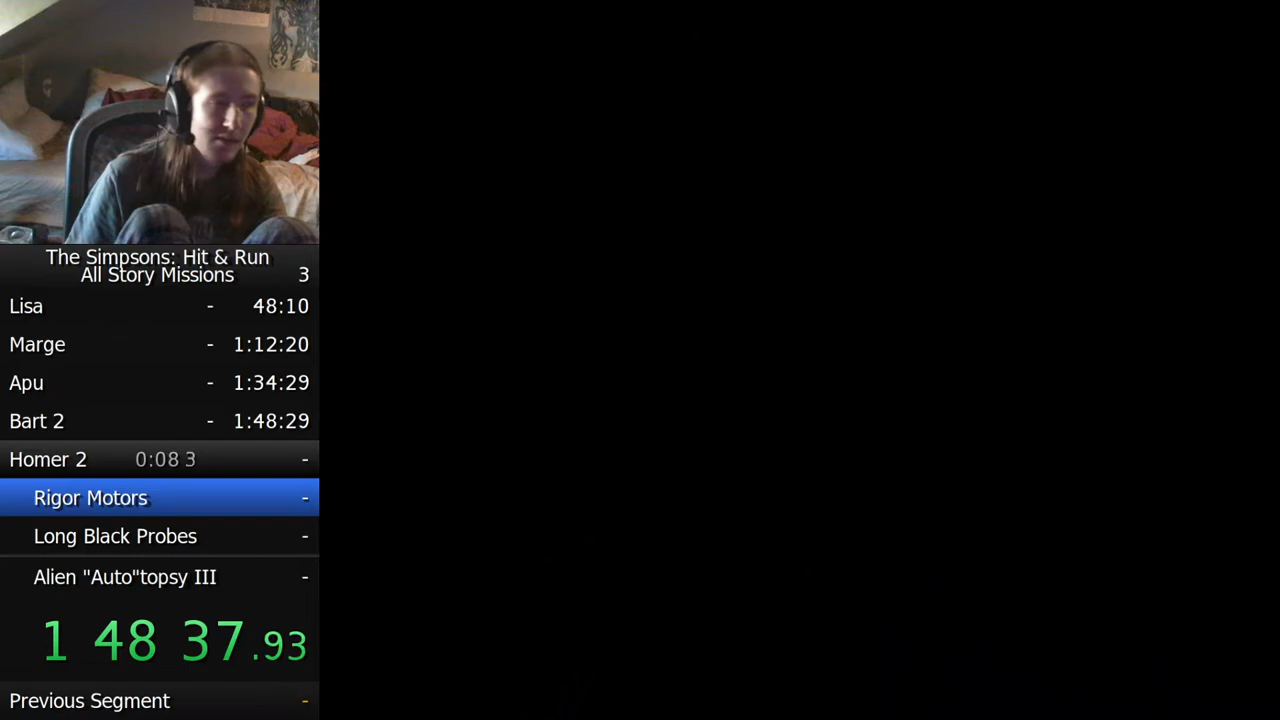 The Simpsons: Hit & Run
All Story Missions 3
Lisa - 48:10
Marge - 1:12:20
Apu - 1:34:29
Bart 2 - 1:48:29
Homer 2 0:08 3 -
Rigor Motors -
Long Black Probes -
Alien "Auto"topsy III -
1 48 37.93
Previous Segment -